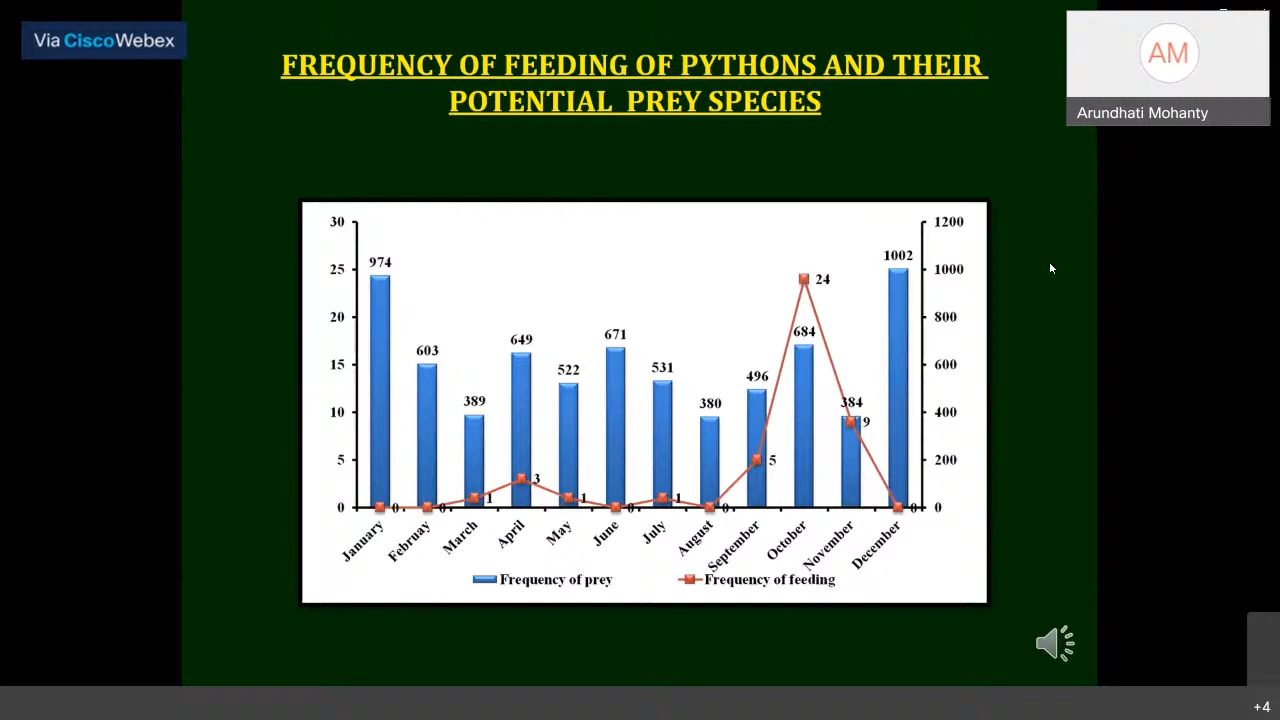 Via Cisco Webex
FREQUENCY OF FEEDING OF PYTHONS AND THEIR
POTENTIAL PREY SPECIES
AM
Arundhati Mohanty
30
25
20
15
10
5
0
1200
1000
800
600
400
200
0
974
603
389
649
522
671
531
380
496
684
384
1002
0
0
1
3
1
0
1
0
5
24
9
0
January
Februay
March
April
May
June
July
August
September
October
November
December
Frequency of prey
Frequency of feeding
+4